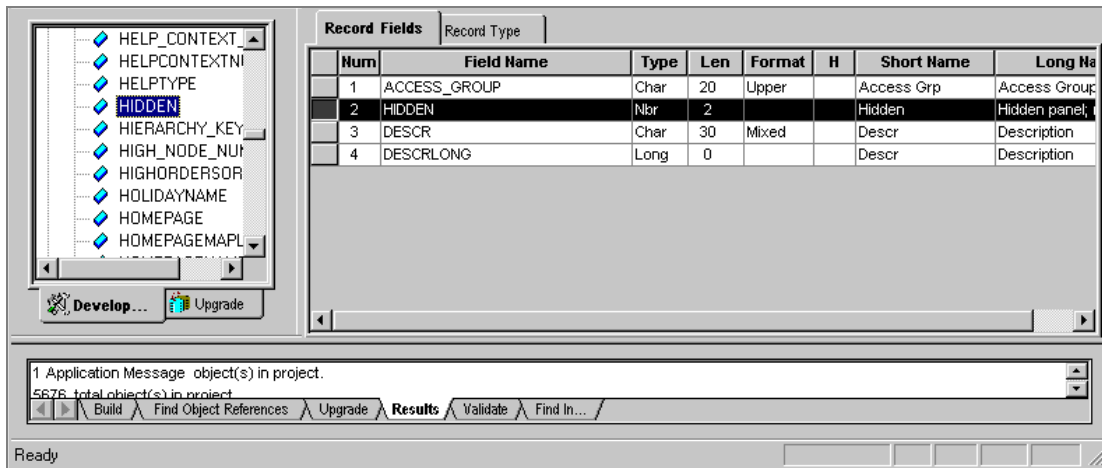 HELP_CONTEXT_
HELPCONTEXTN
HELPTYPE
HIDDEN
HIERARCHY_KEY
HIGH_NODE_NU
HIGHORDERSOR
HOLIDAYNAME
HOMEPAGE
HOMEPAGEMAPL
Develop... Upgrade
Record Fields Record Type
Num Field Name Type Len Format H Short Name Long Na
1 ACCESS_GROUP Char 20 Upper Access Grp Access Group
2 HIDDEN Nbr 2 Hidden Hidden panel;
3 DESCR Char 30 Mixed Descr Description
4 DESCRLONG Long 0 Descr Description
1 Application Message object(s) in project.
5676 total object(s) in project
Build Find Object References Upgrade Results Validate Find In...
Ready